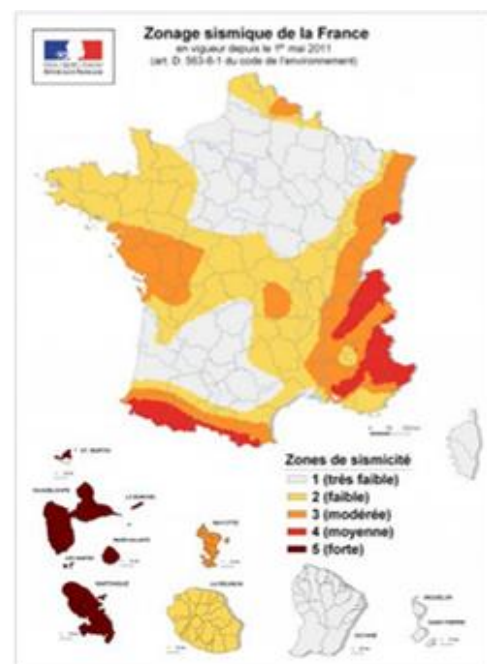 Zonage sismique de la France
en vigueur depuis le 1er mai 2011
(art. D. 563-8-1 du code de l'environnement)
Zones de sismicité
1 (très faible)
2 (faible)
3 (modérée)
4 (moyenne)
5 (forte)
ST. MARTIN
GUADELOUPE
MAYOTTE
MARTINIQUE
LA REUNION
GUYANE
MIQUELON
SAINT-PIERRE